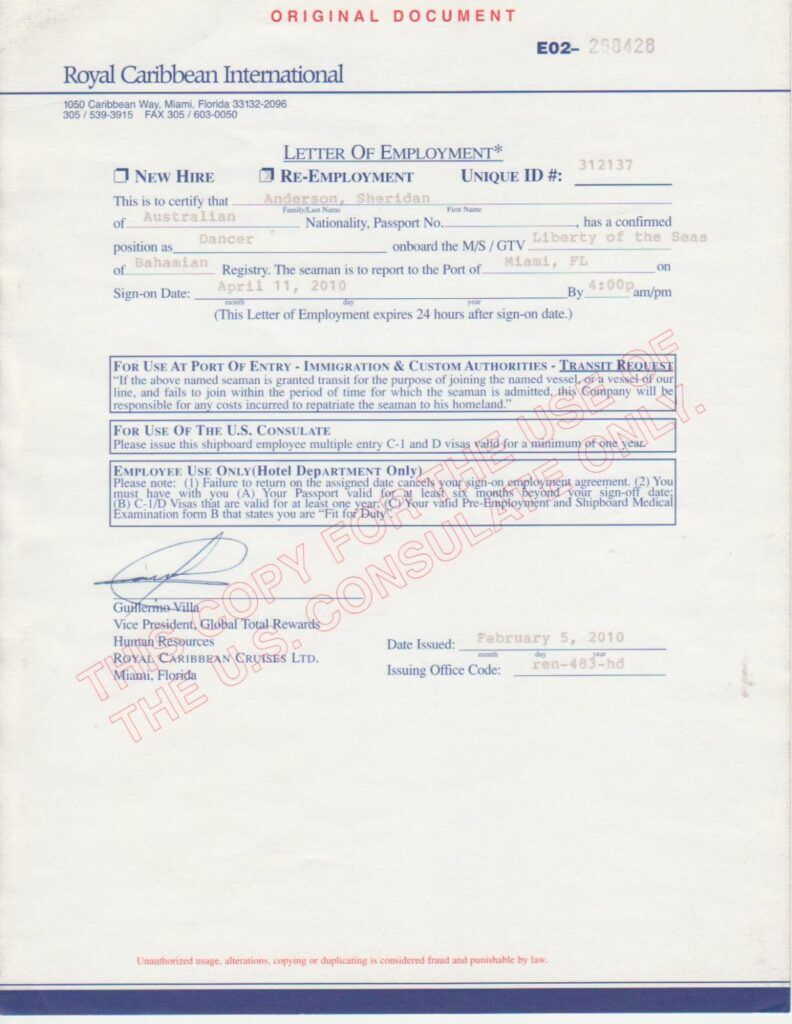 ORIGINAL DOCUMENT
E02- 268428
Royal Caribbean International
1050 Caribbean Way, Miami, Florida 33132-2096
305 / 539-3915 FAX 305 / 603-0050
LETTER OF EMPLOYMENT*
NEW HIRE RE-EMPLOYMENT UNIQUE ID #: 312137
This is to certify that Anderson, Sheridan
Family/Last Name First Name
of Australian Nationality, Passport No. , has a confirmed
position as Dancer onboard the M/S / GTV Liberty of the Seas
of Bahamian Registry. The seaman is to report to the Port of Miami, FL on
Sign-on Date: April 11, 2010 By 4:00p am/pm
month day year
(This Letter of Employment expires 24 hours after sign-on date.)
FOR USE AT PORT OF ENTRY - IMMIGRATION & CUSTOM AUTHORITIES - TRANSIT REQUEST
"If the above named seaman is granted transit for the purpose of joining the named vessel, or a vessel of our
line, and fails to join within the period of time for which the seaman is admitted, this Company will be
responsible for any costs incurred to repatriate the seaman to his homeland."
FOR USE OF THE U.S. CONSULATE
Please issue this shipboard employee multiple entry C-1 and D visas valid for a minimum of one year.
EMPLOYEE USE ONLY(Hotel Department Only)
Please note: (1) Failure to return on the assigned date cancels your sign-on employment agreement. (2) You
must have with you (A) Your Passport valid for at least six months beyond your sign-off date;
(B) C-1/D Visas that are valid for at least one year; (C) Your valid Pre-Employment and Shipboard Medical
Examination form B that states you are "Fit for Duty".
THIS COPY FOR THE USE OF
THE U.S. CONSULATE ONLY.
Guillermo Villa
Vice President, Global Total Rewards
Human Resources
ROYAL CARIBBEAN CRUISES LTD.
Miami, Florida
Date Issued: February 5, 2010
month day year
Issuing Office Code: ren-483-hd
Unauthorized usage, alterations, copying or duplicating is considered fraud and punishable by law.